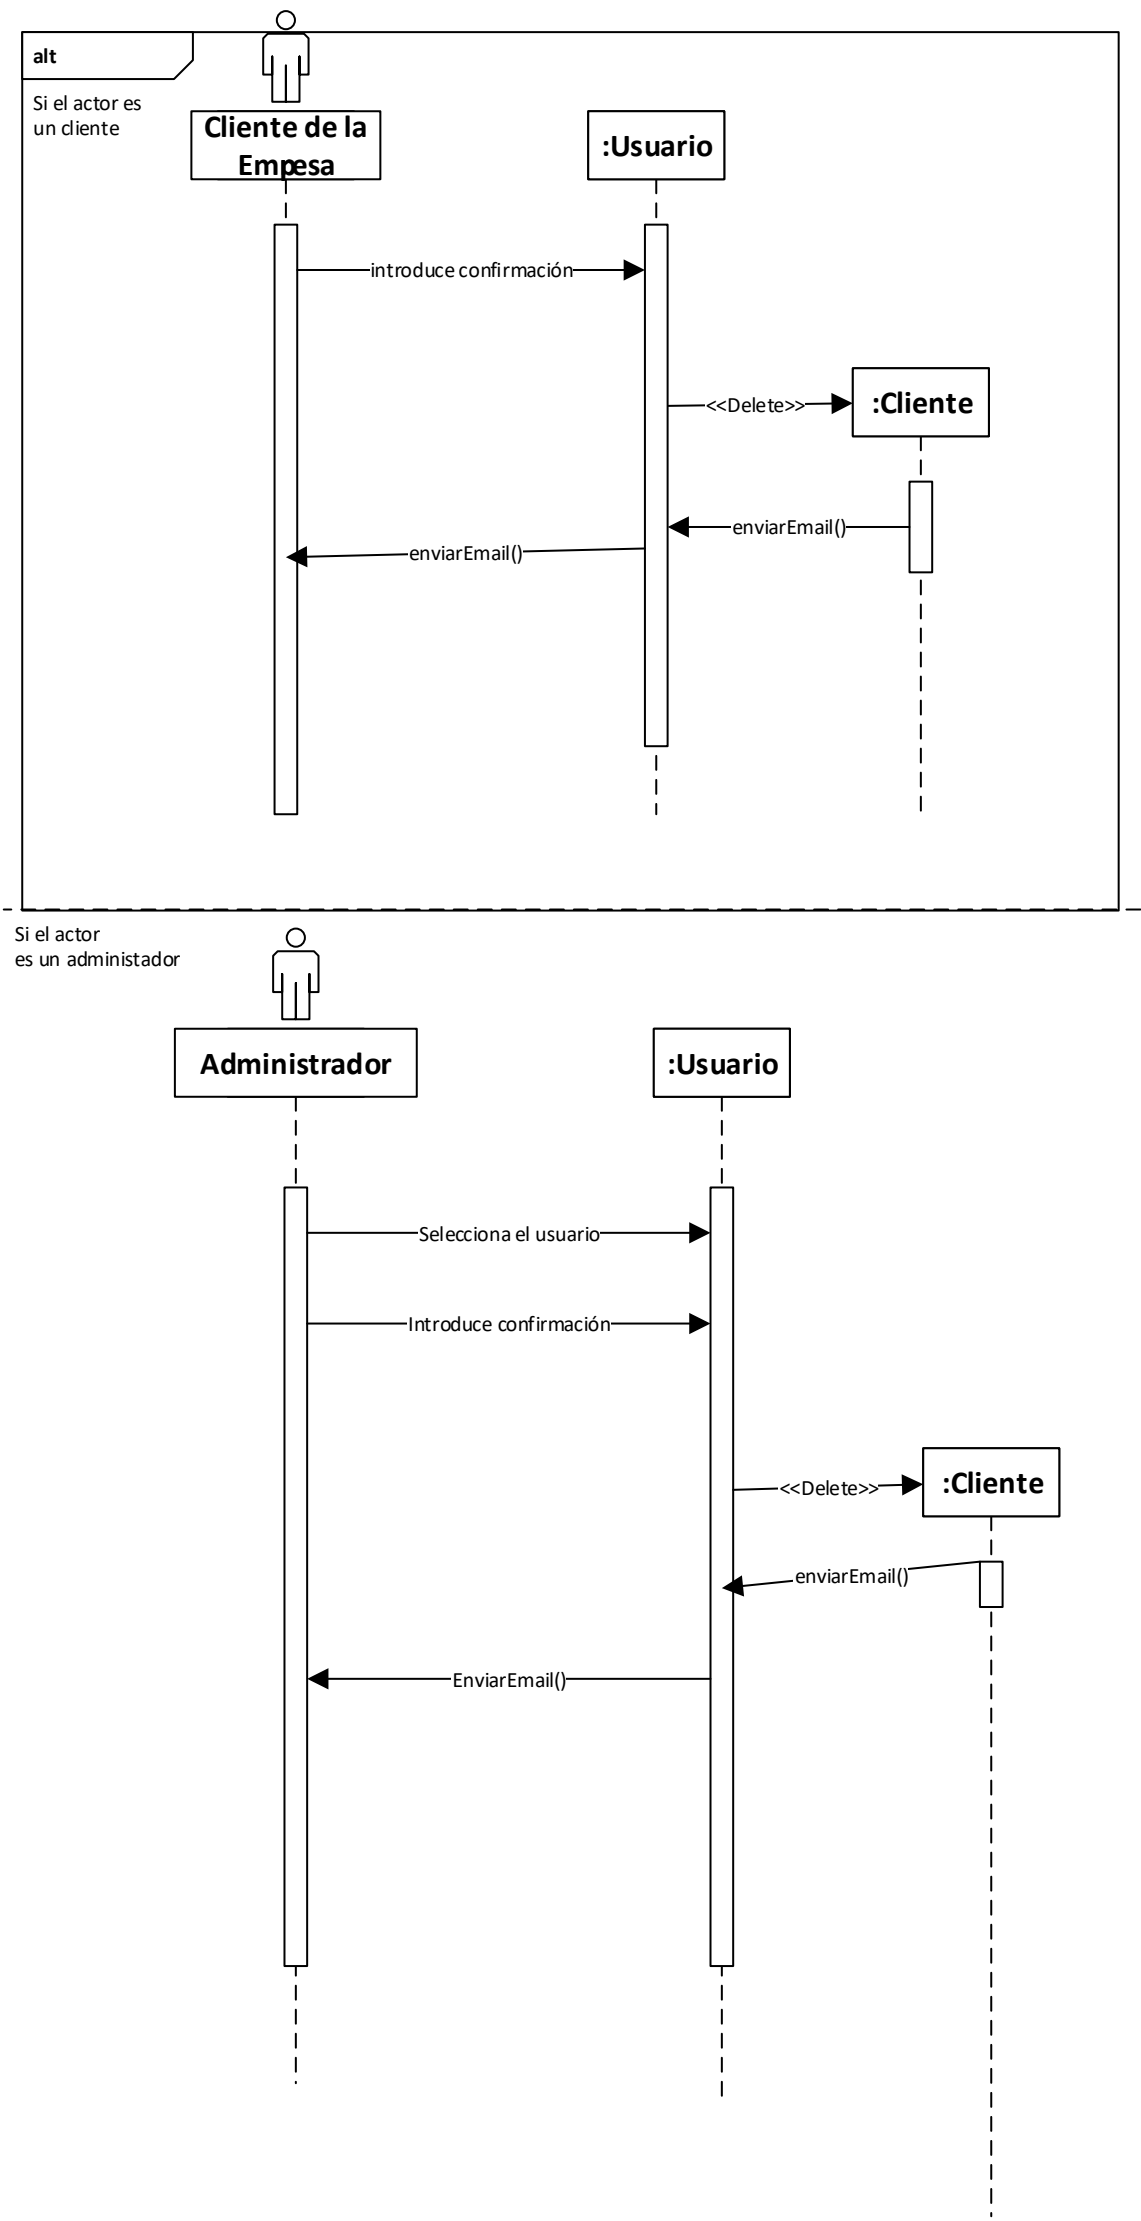 alt
Si el actor es
un cliente
Cliente de la
Empesa
:Usuario
introduce confirmación
:Cliente
<<Delete>>
enviarEmail()
enviarEmail()
Si el actor
es un administador
Administrador
:Usuario
Selecciona el usuario
Introduce confirmación
:Cliente
<<Delete>>
enviarEmail()
EnviarEmail()